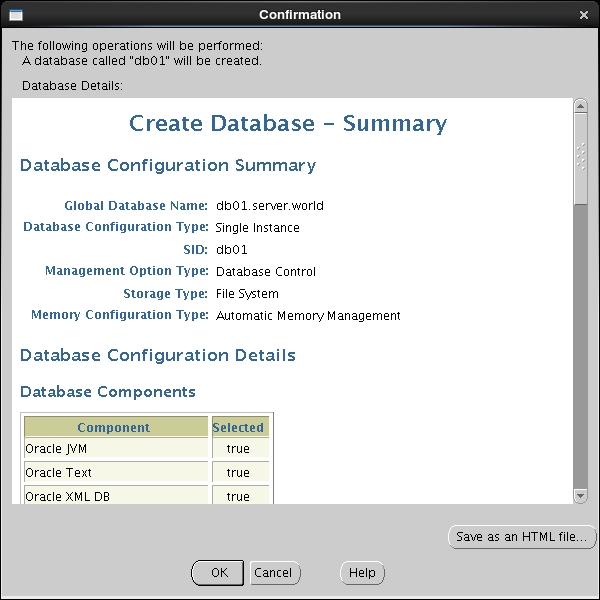 Confirmation
The following operations will be performed:
A database called "db01" will be created.
Database Details:
Create Database – Summary
Database Configuration Summary
Global Database Name: db01.server.world
Database Configuration Type: Single Instance
SID: db01
Management Option Type: Database Control
Storage Type: File System
Memory Configuration Type: Automatic Memory Management
Database Configuration Details
Database Components
Component Selected
Oracle JVM true
Oracle Text true
Oracle XML DB true
Save as an HTML file...
OK Cancel Help